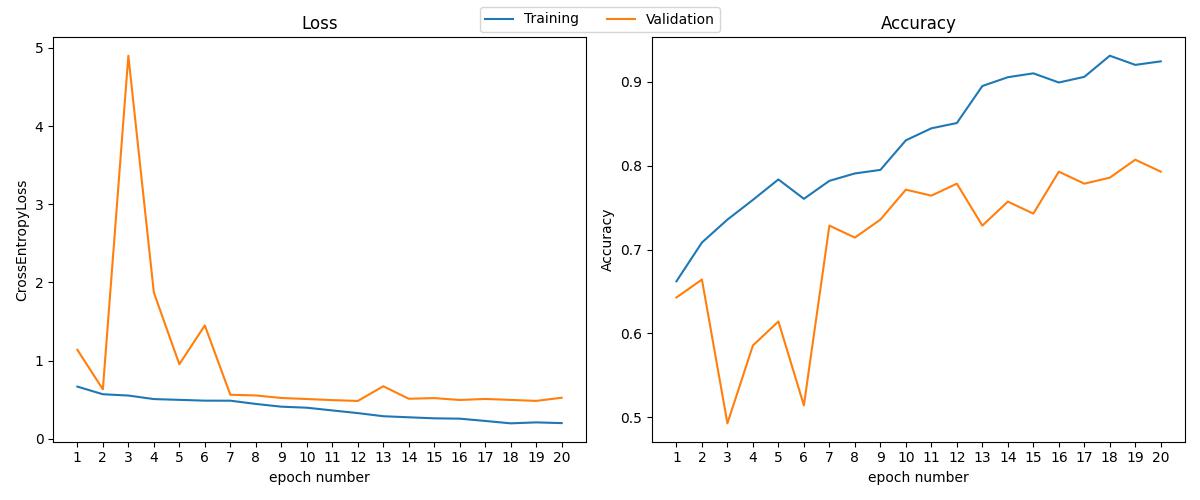 Training
Validation
Loss
CrossEntropyLoss
5
4
3
2
1
0
1 2 3 4 5 6 7 8 9 10 11 12 13 14 15 16 17 18 19 20
epoch number
Accuracy
Accuracy
0.9
0.8
0.7
0.6
0.5
1 2 3 4 5 6 7 8 9 10 11 12 13 14 15 16 17 18 19 20
epoch number